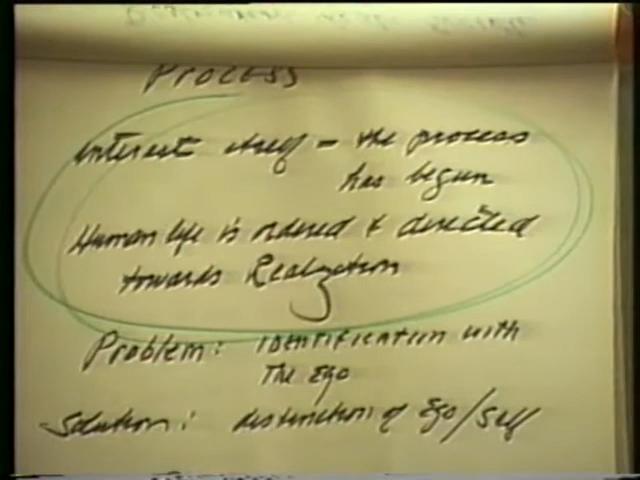 Process
Interest itself – the process
has begun
Human life is ordered & directed
towards Realization
Problem: identification with
The Ego
Solution: distinction of Ego/Self